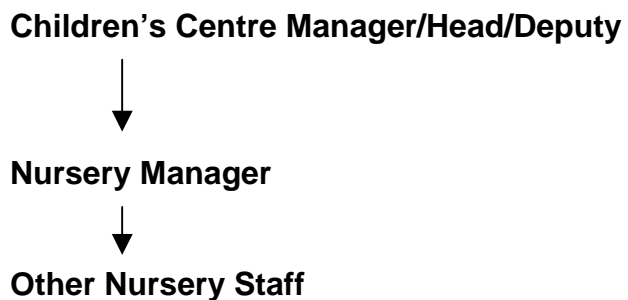 Children’s Centre Manager/Head/Deputy
Nursery Manager
Other Nursery Staff